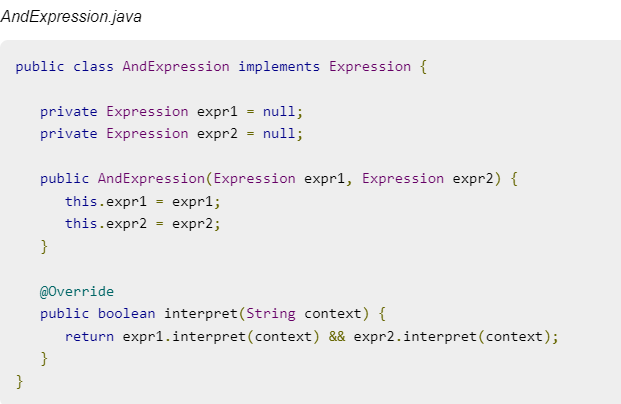 AndExpression.java
public class AndExpression implements Expression {
private Expression expr1 = null;
private Expression expr2 = null;
public AndExpression(Expression expr1, Expression expr2) {
this.expr1 = expr1;
this.expr2 = expr2;
}
@Override
public boolean interpret(String context) {
return expr1.interpret(context) && expr2.interpret(context);
}
}